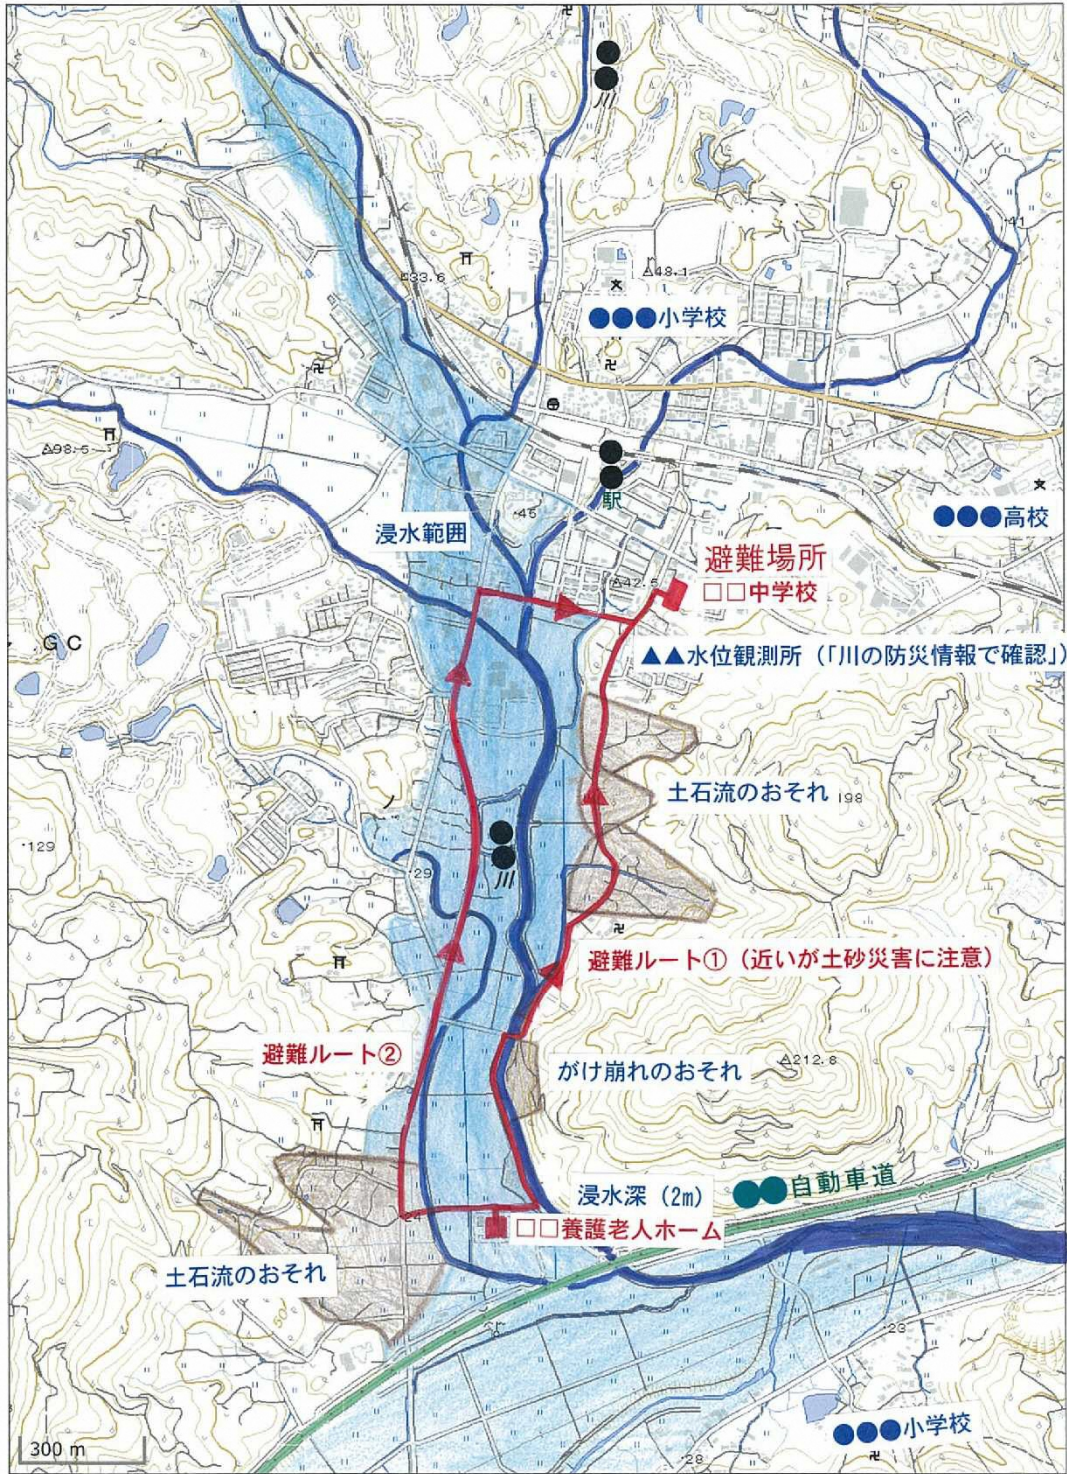 50
33.6
48.1
41
●●●小学校
98.5
駅
●●●高校
浸水範囲
45
避難場所
42.5
□□中学校
GC
▲▲水位観測所（「川の防災情報で確認」）
土石流のおそれ
198
129
29
川
避難ルート①（近いが土砂災害に注意）
避難ルート②
212.8
がけ崩れのおそれ
●●自動車道
浸水深（2m）
24
□□養護老人ホーム
土石流のおそれ
50
23
●●●小学校
300 m
28